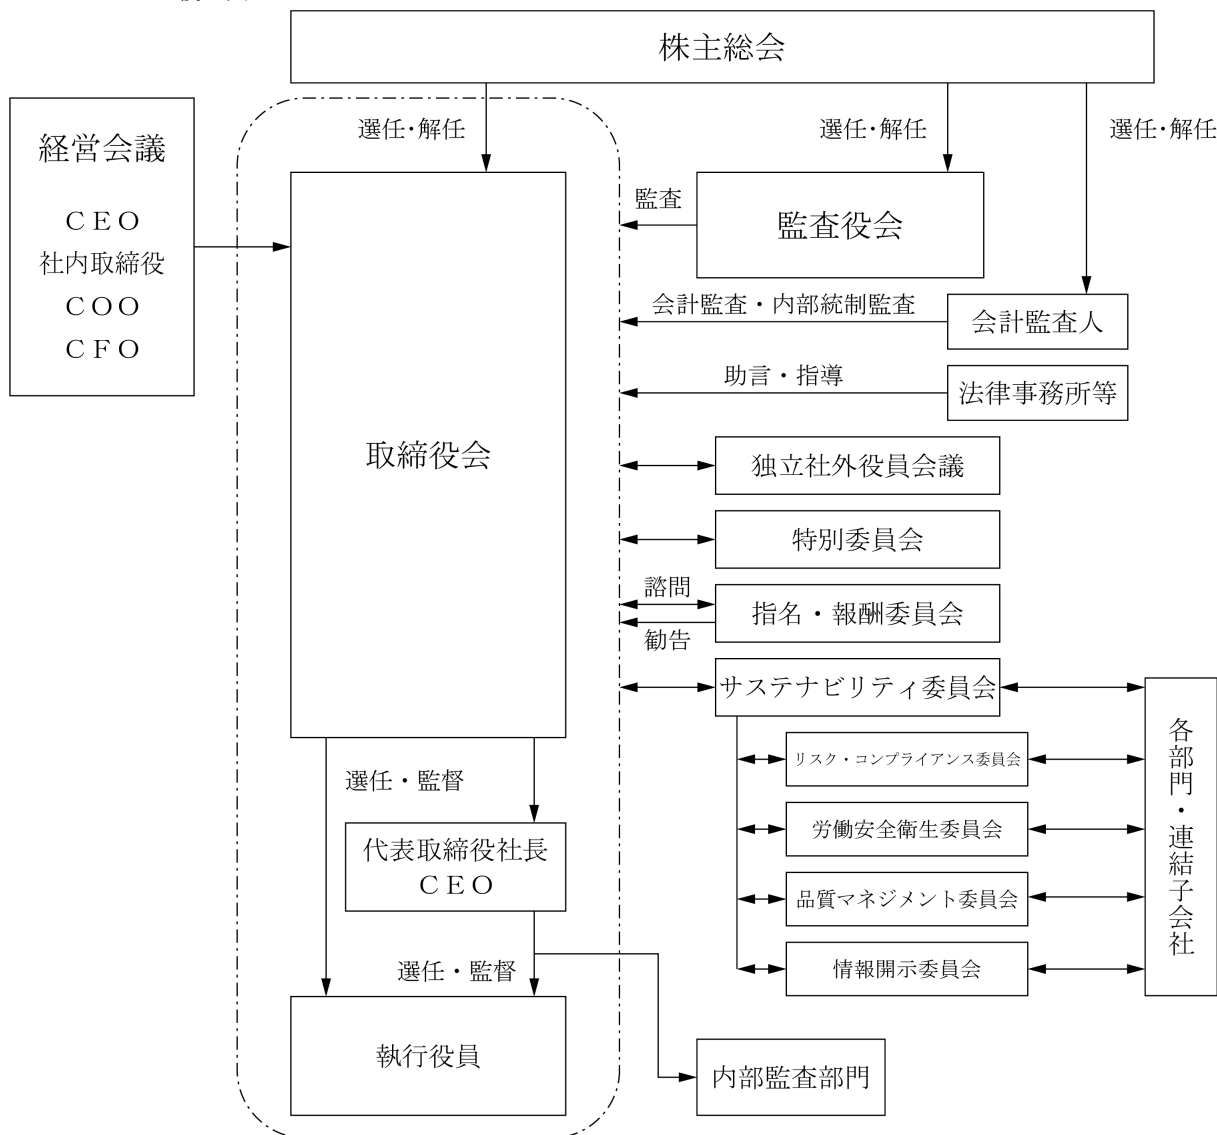 株主総会
選任・解任
選任・解任
選任・解任
経営会議
ＣＥＯ
社内取締役
ＣＯＯ
ＣＦＯ
監査
監査役会
会計監査・内部統制監査
会計監査人
助言・指導
法律事務所等
取締役会
独立社外役員会議
特別委員会
諮問
指名・報酬委員会
勧告
サステナビリティ委員会
各部門・連結子会社
リスク・コンプライアンス委員会
選任・監督
労働安全衛生委員会
代表取締役社長
ＣＥＯ
品質マネジメント委員会
選任・監督
情報開示委員会
執行役員
内部監査部門